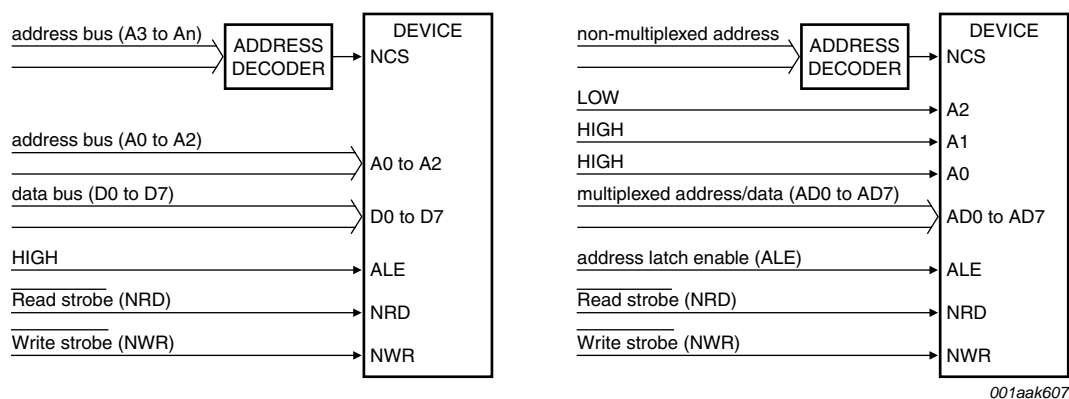 address bus (A3 to An)
ADDRESS
DECODER
DEVICE
NCS
address bus (A0 to A2)
A0 to A2
data bus (D0 to D7)
D0 to D7
HIGH
ALE
Read strobe (NRD)
NRD
Write strobe (NWR)
NWR
non-multiplexed address
ADDRESS
DECODER
DEVICE
NCS
LOW
A2
HIGH
A1
HIGH
A0
multiplexed address/data (AD0 to AD7)
AD0 to AD7
address latch enable (ALE)
ALE
Read strobe (NRD)
NRD
Write strobe (NWR)
NWR
001aak607